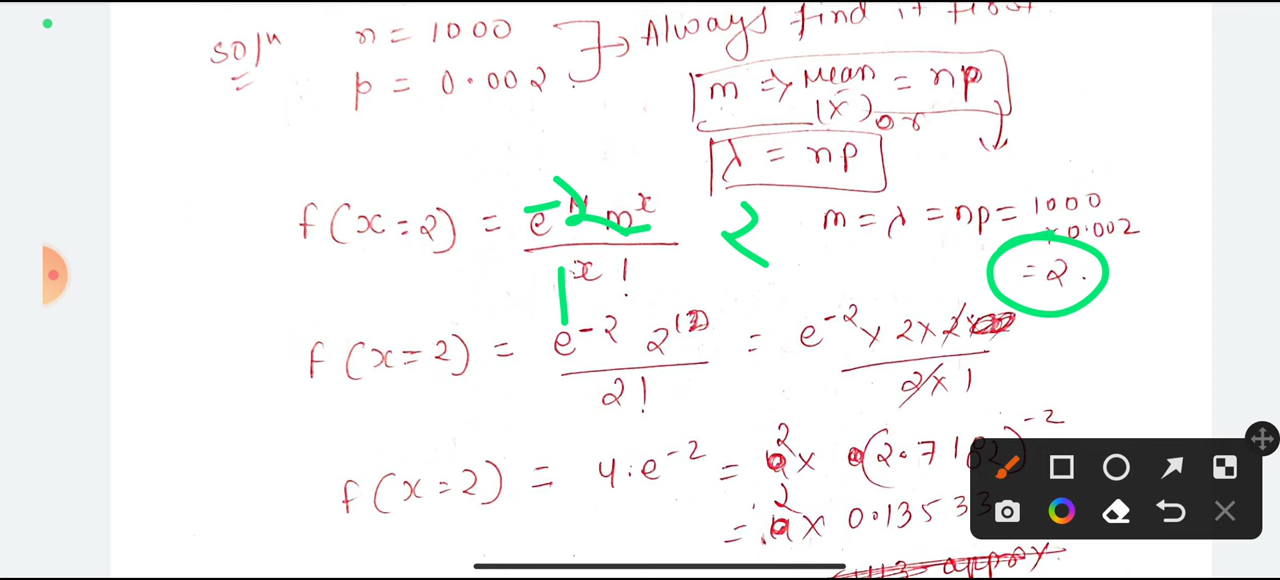 soln n = 1000 } → Always find it first.
p = 0.002
m => Mean (x̄) = np
or
λ = np
f(x=2) = e^-m m^x / x!
m = λ = np = 1000 × 0.002
= 2.
f(x=2) = e^-2 2^(2) / 2! = e^-2 × 2 × 2 / 2×1
f(x=2) = 4.e^-2 = 2 × (2.7182)^-2
= 2 × 0.13533
approx.